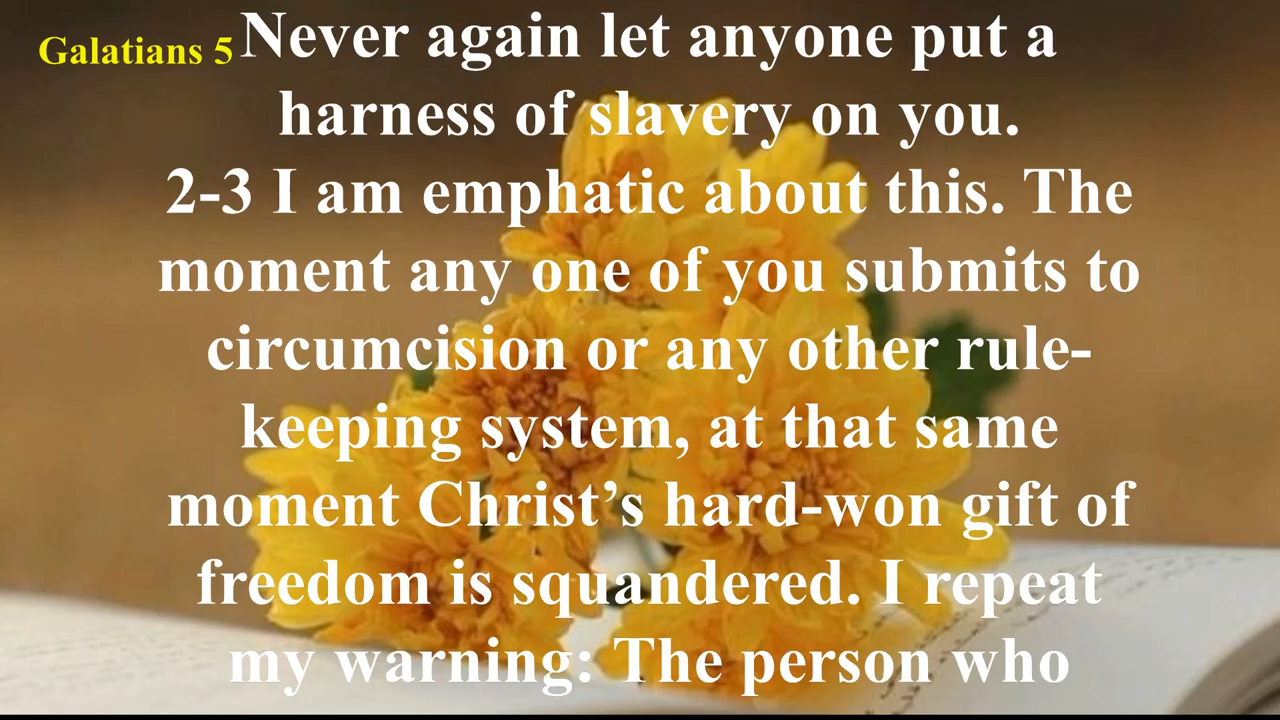 Galatians 5
Never again let anyone put a
harness of slavery on you.
2-3 I am emphatic about this. The
moment any one of you submits to
circumcision or any other rule-
keeping system, at that same
moment Christ’s hard-won gift of
freedom is squandered. I repeat
my warning: The person who